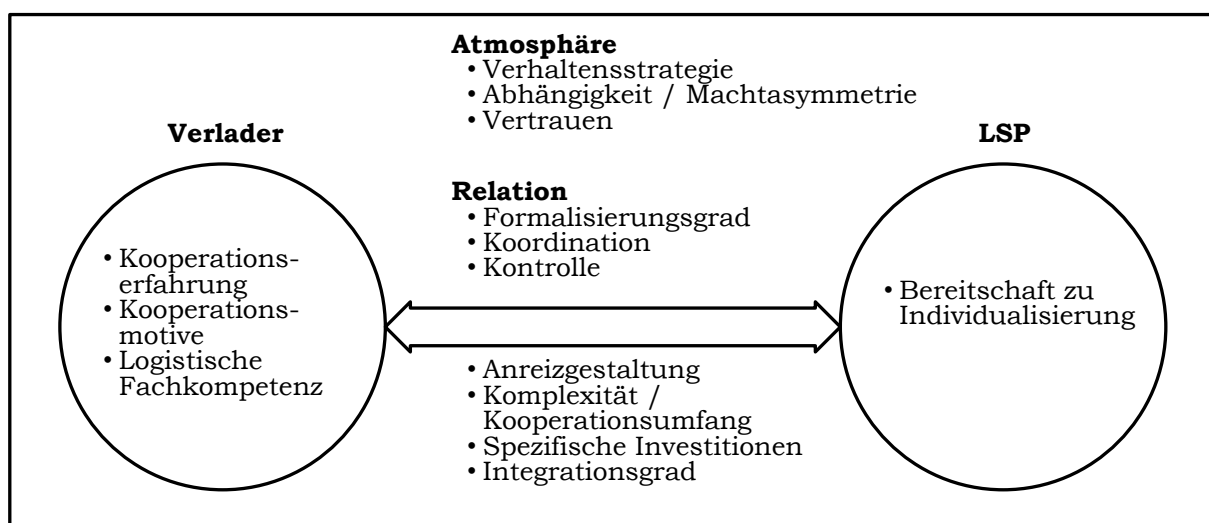 Atmosphäre
• Verhaltensstrategie
• Abhängigkeit / Machtasymmetrie
• Vertrauen
Verlader
LSP
Relation
• Formalisierungsgrad
• Koordination
• Kontrolle
• Kooperations-
erfahrung
• Kooperations-
motive
• Logistische
Fachkompetenz
• Bereitschaft zu
Individualisierung
• Anreizgestaltung
• Komplexität /
Kooperationsumfang
• Spezifische Investitionen
• Integrationsgrad